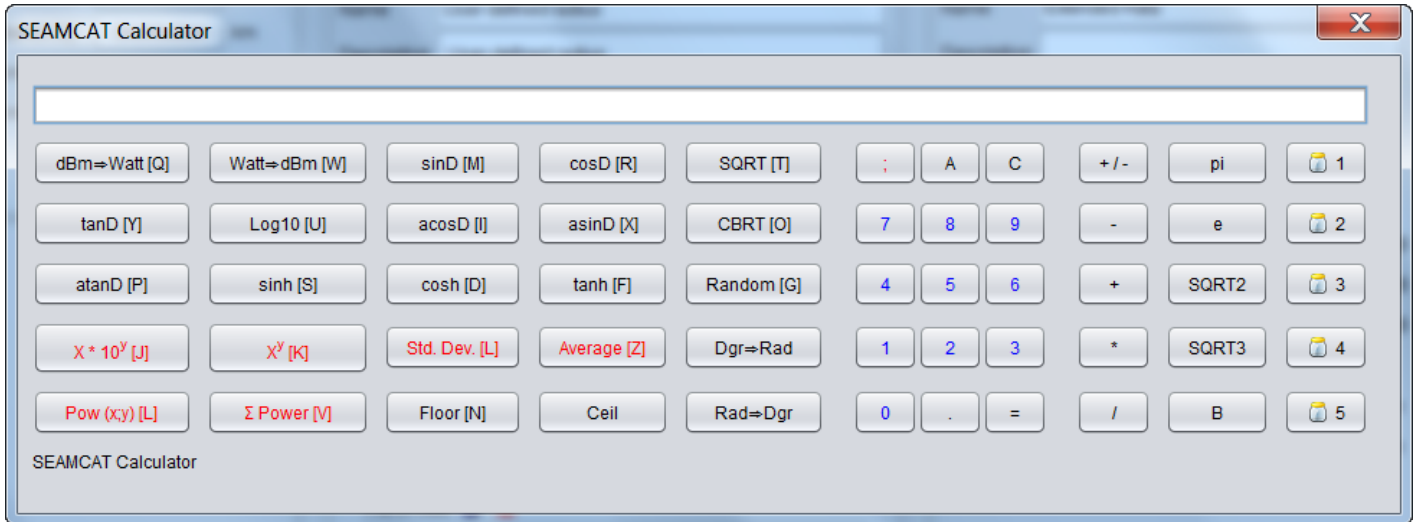 SEAMCAT Calculator
dBm⇒Watt [Q] Watt⇒dBm [W] sinD [M] cosD [R] SQRT [T] ; A C + / - pi 1
tanD [Y] Log10 [U] acosD [I] asinD [X] CBRT [O] 7 8 9 - e 2
atanD [P] sinh [S] cosh [D] tanh [F] Random [G] 4 5 6 + SQRT2 3
X * 10^y [J] X^y [K] Std. Dev. [L] Average [Z] Dgr⇒Rad 1 2 3 * SQRT3 4
Pow (x;y) [L] Σ Power [V] Floor [N] Ceil Rad⇒Dgr 0 . = / B 5
SEAMCAT Calculator